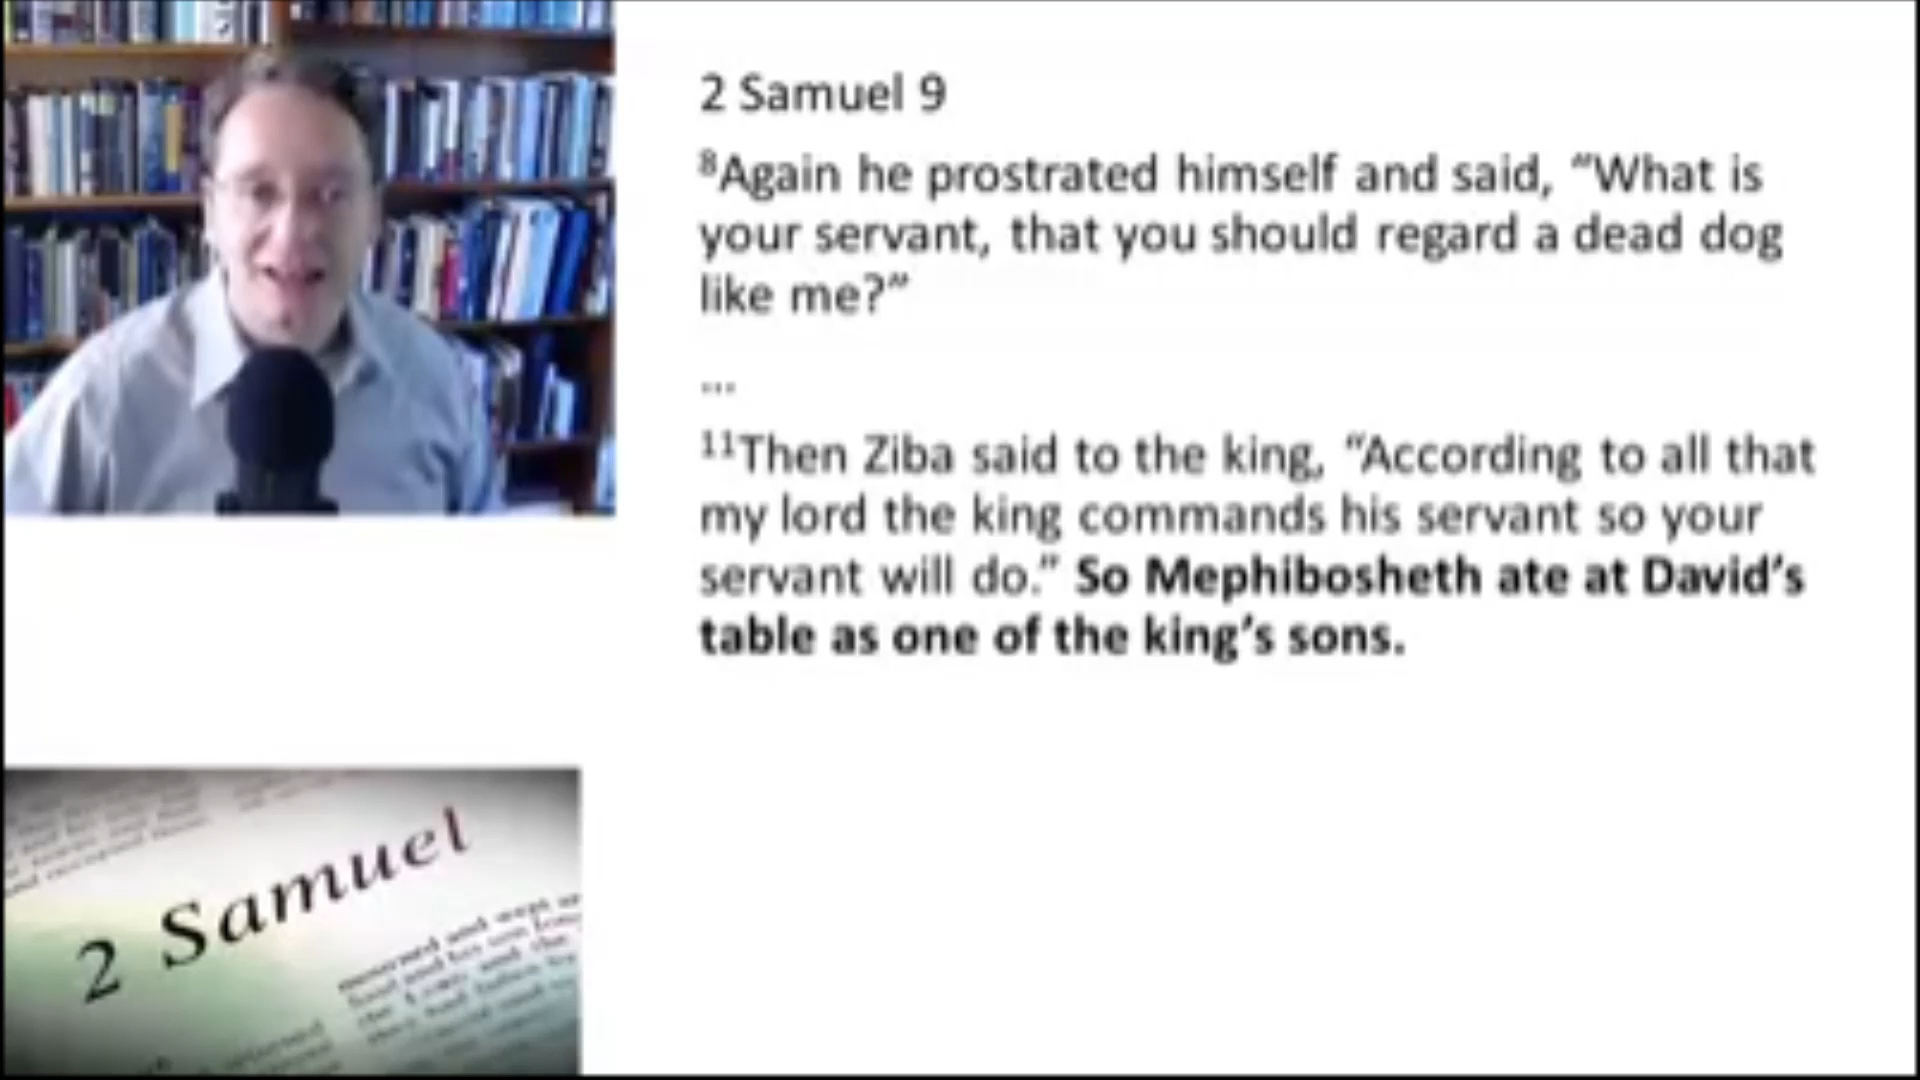 2 Samuel 9
⁸Again he prostrated himself and said, “What is
your servant, that you should regard a dead dog
like me?”
...
¹¹Then Ziba said to the king, “According to all that
my lord the king commands his servant so your
servant will do.” So Mephibosheth ate at David’s
table as one of the king’s sons.
2 Samuel